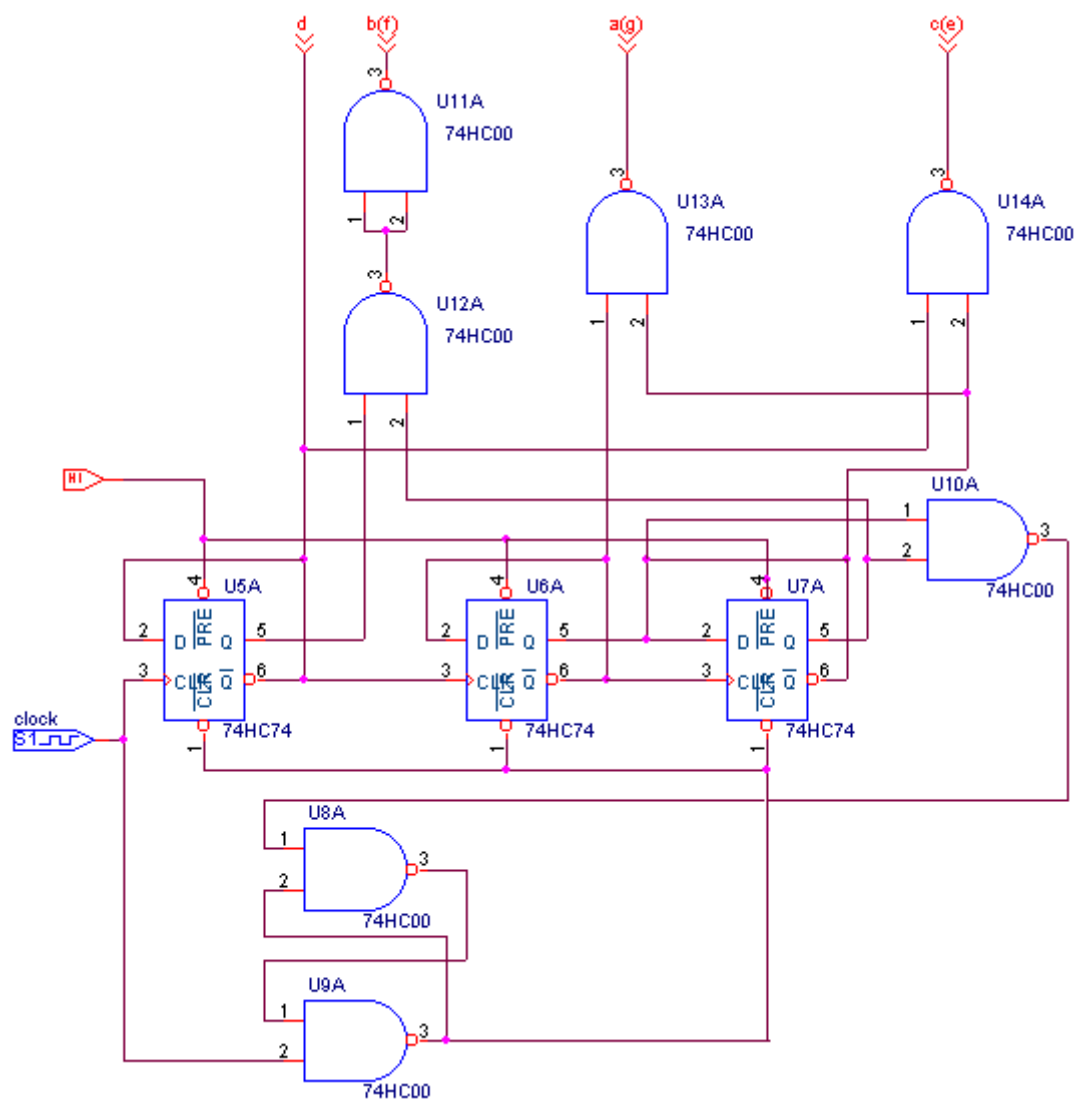 d b(f) a(g) c(e)
3
U11A
74HC00
1 2
3
U12A
74HC00
1 2
3
U13A
74HC00
1 2
3
U14A
74HC00
1 2
HI
U10A
1
2
3
74HC00
4
U5A
2 D PRE Q 5
3 CLK CLR Q 6
1
74HC74
4
U6A
2 D PRE Q 5
3 CLK CLR Q 6
1
74HC74
4
U7A
2 D PRE Q 5
3 CLK CLR Q 6
1
74HC74
clock
S1
U8A
1
2
3
74HC00
U9A
1
2
3
74HC00